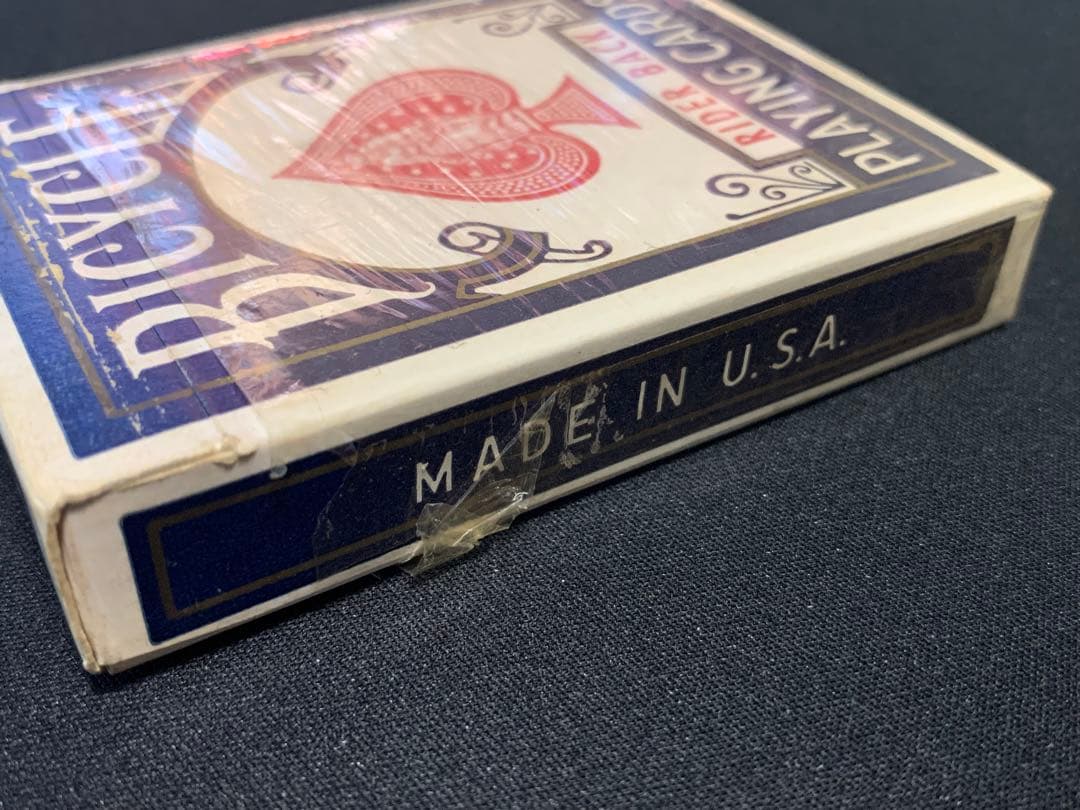 BICYCLE
RIDER BACK
PLAYING CARDS
MADE IN U.S.A.